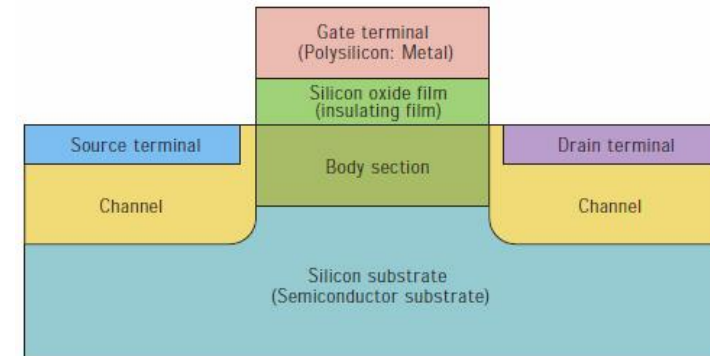 Gate terminal
(Polysilicon: Metal)
Silicon oxide film
(insulating film)
Source terminal
Body section
Drain terminal
Channel
Channel
Silicon substrate
(Semiconductor substrate)